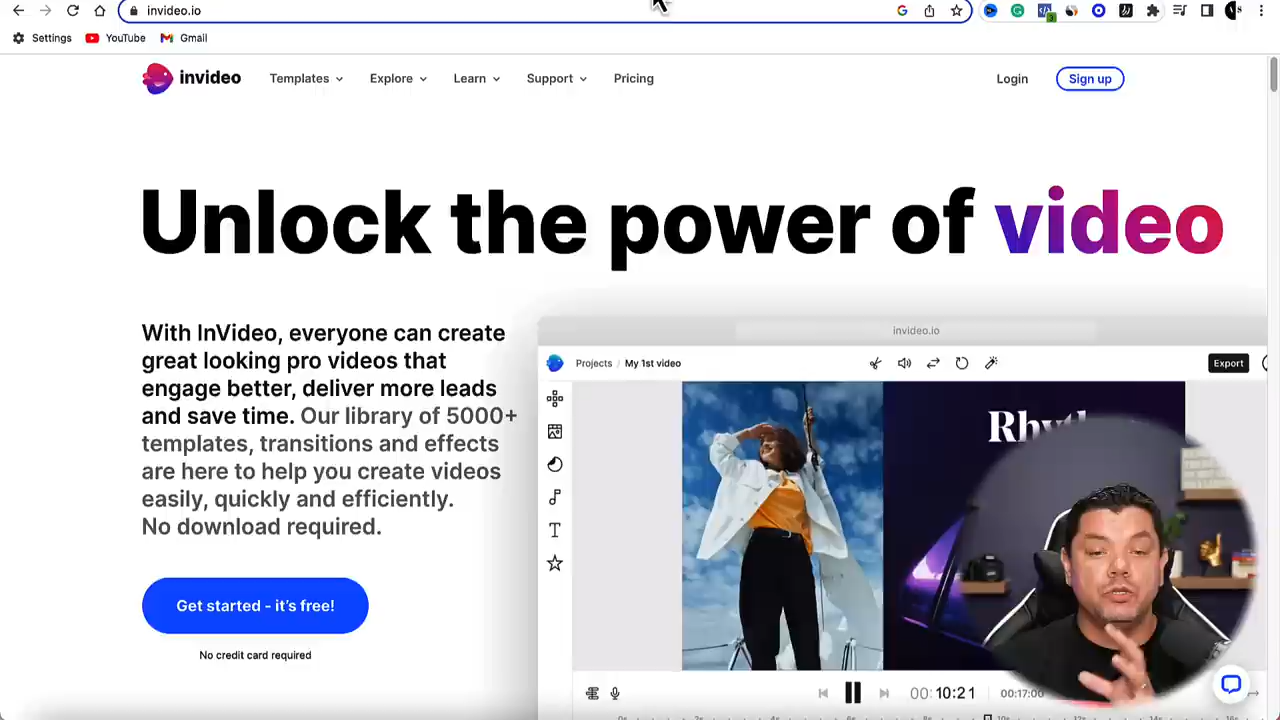 invideo.io
Settings YouTube Gmail
invideo Templates Explore Learn Support Pricing Login Sign up
Unlock the power of video
With InVideo, everyone can create
great looking pro videos that
engage better, deliver more leads
and save time. Our library of 5000+
templates, transitions and effects
are here to help you create videos
easily, quickly and efficiently.
No download required.
Get started - it's free!
No credit card required
invideo.io
Projects / My 1st video
Export
00:10:21 00:17:00